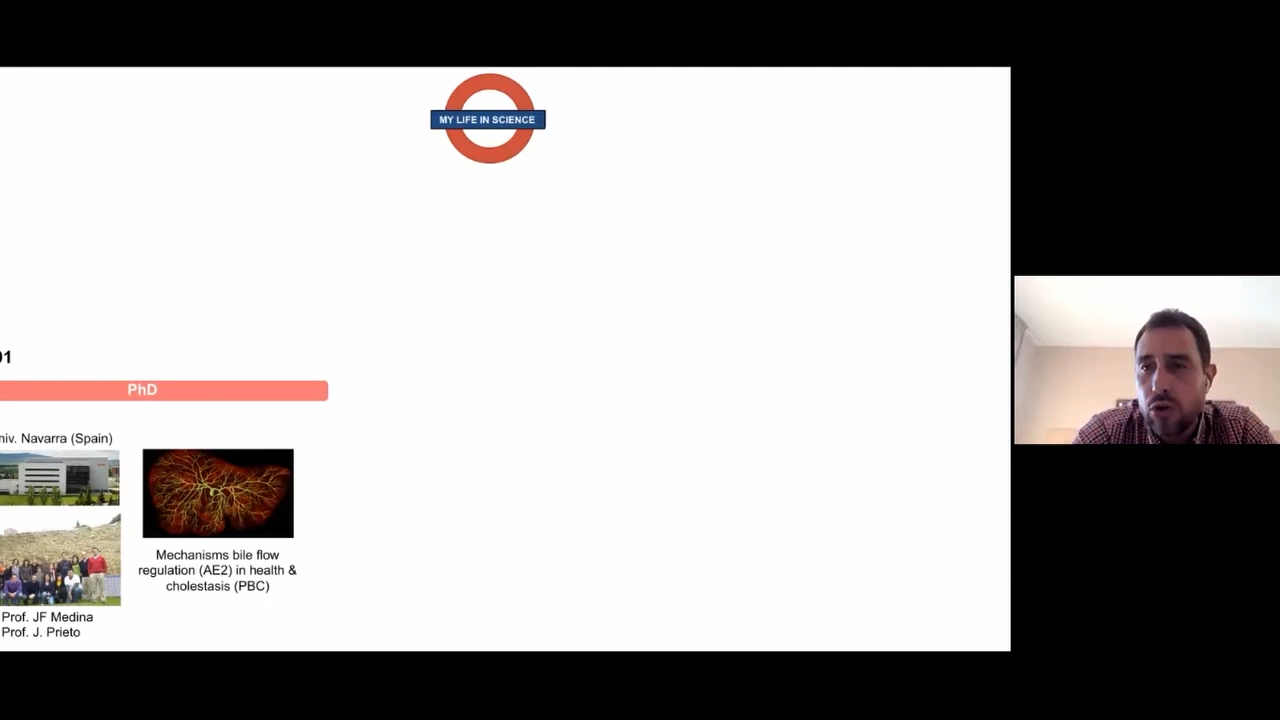 MY LIFE IN SCIENCE
01
PhD
niv. Navarra (Spain)
Mechanisms bile flow
regulation (AE2) in health &
cholestasis (PBC)
Prof. JF Medina
Prof. J. Prieto